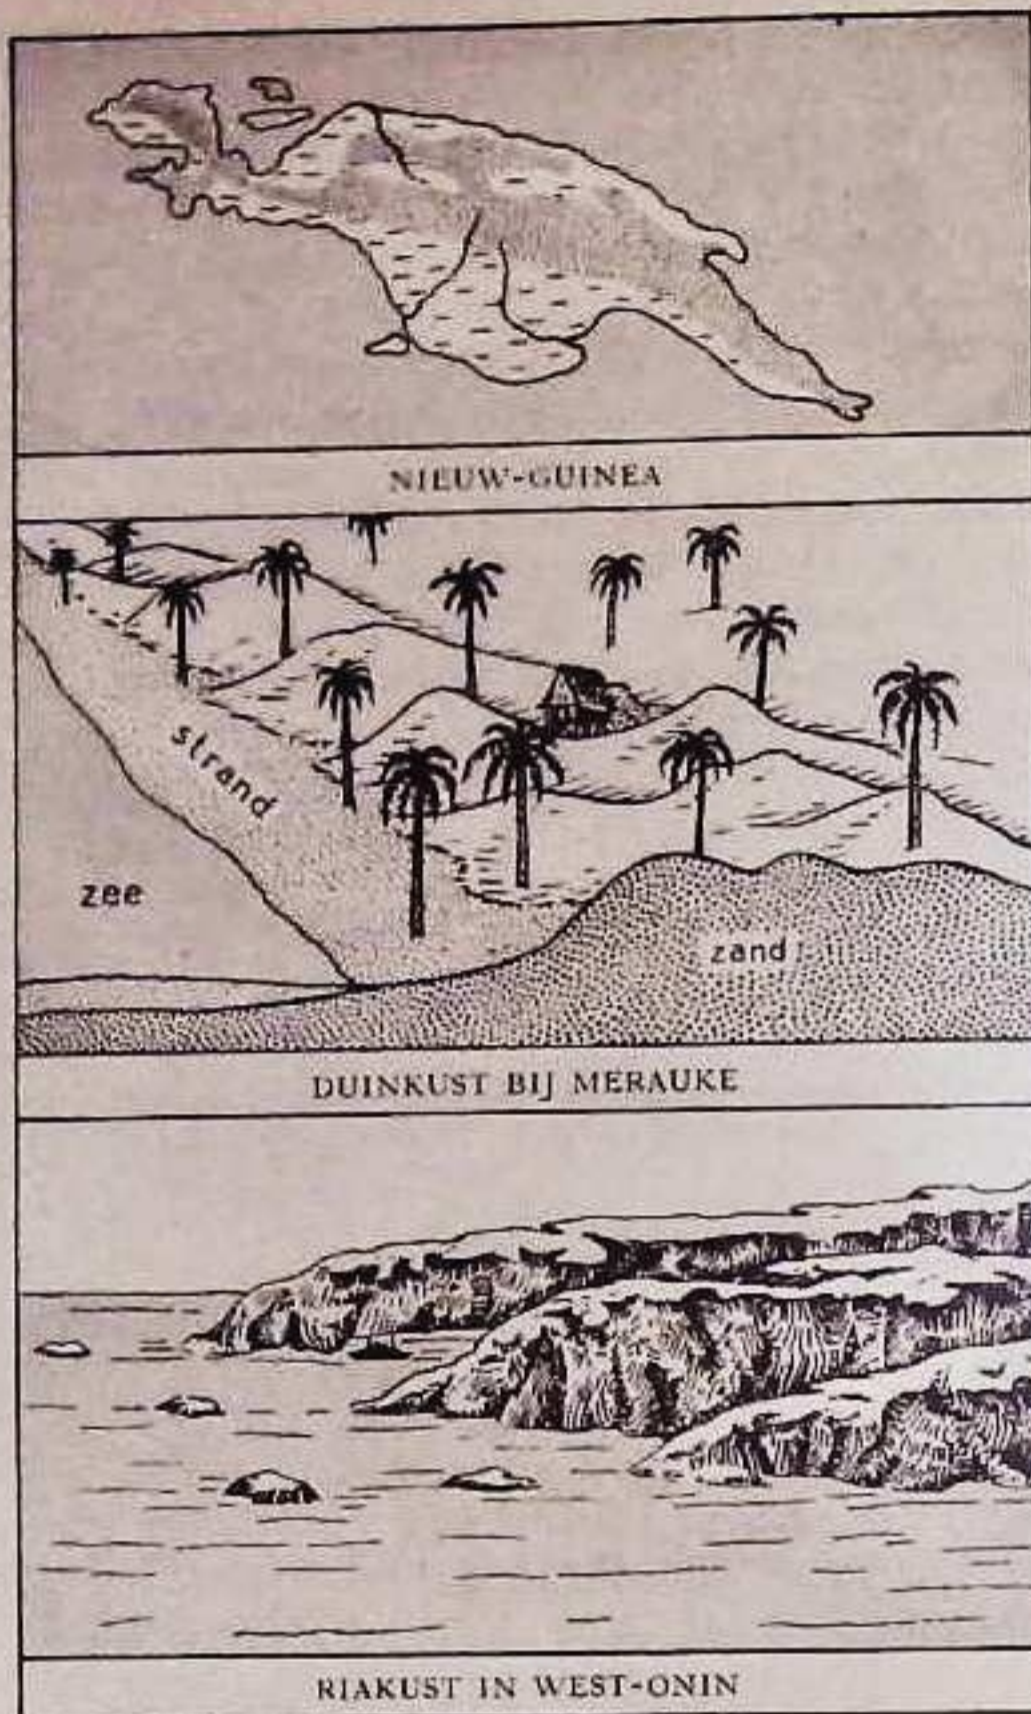 NIEUW-GUINEA
strand
zee
zand
DUINKUST BIJ MERAUKE
RIAKUST IN WEST-ONIN